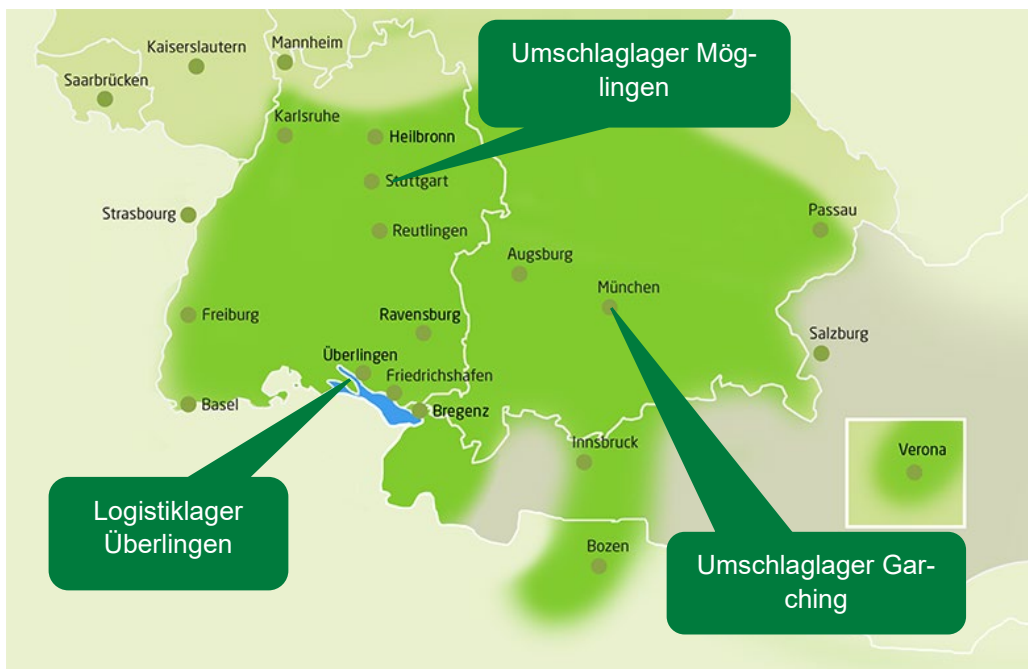 Kaiserslautern
Mannheim
Saarbrücken
Umschlaglager Mög-
lingen
Karlsruhe
Heilbronn
Stuttgart
Strasbourg
Reutlingen
Passau
Augsburg
München
Freiburg
Ravensburg
Salzburg
Überlingen
Friedrichshafen
Basel
Bregenz
Innsbruck
Verona
Logistiklager
Überlingen
Bozen
Umschlaglager Gar-
ching